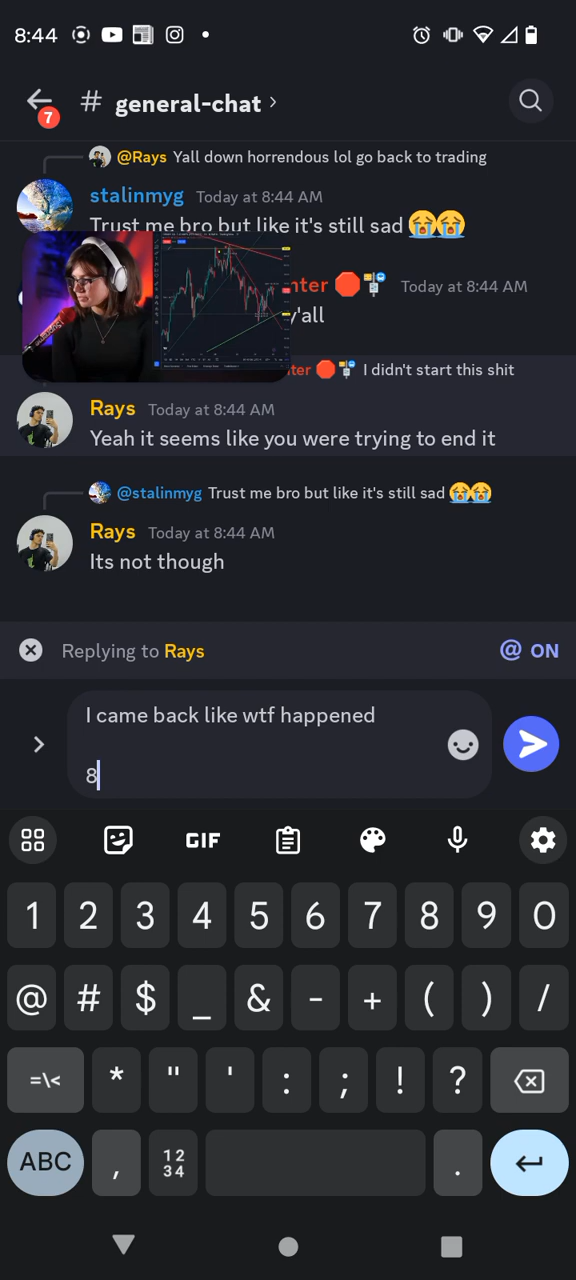 8:44
7
# general-chat
@Rays Yall down horrendous lol go back to trading
stalinmyg Today at 8:44 AM
Trust me bro but like it's still sad 😭😭
nter 🛑🚏 Today at 8:44 AM
y'all
ter 🛑🚏 I didn't start this shit
Rays Today at 8:44 AM
Yeah it seems like you were trying to end it
@stalinmyg Trust me bro but like it's still sad 😭😭
Rays Today at 8:44 AM
Its not though
Replying to Rays @ ON
I came back like wtf happened
8
GIF
1 2 3 4 5 6 7 8 9 0
@ # $ _ & - + ( ) /
=\< * " ' : ; ! ?
ABC , 12 34 .